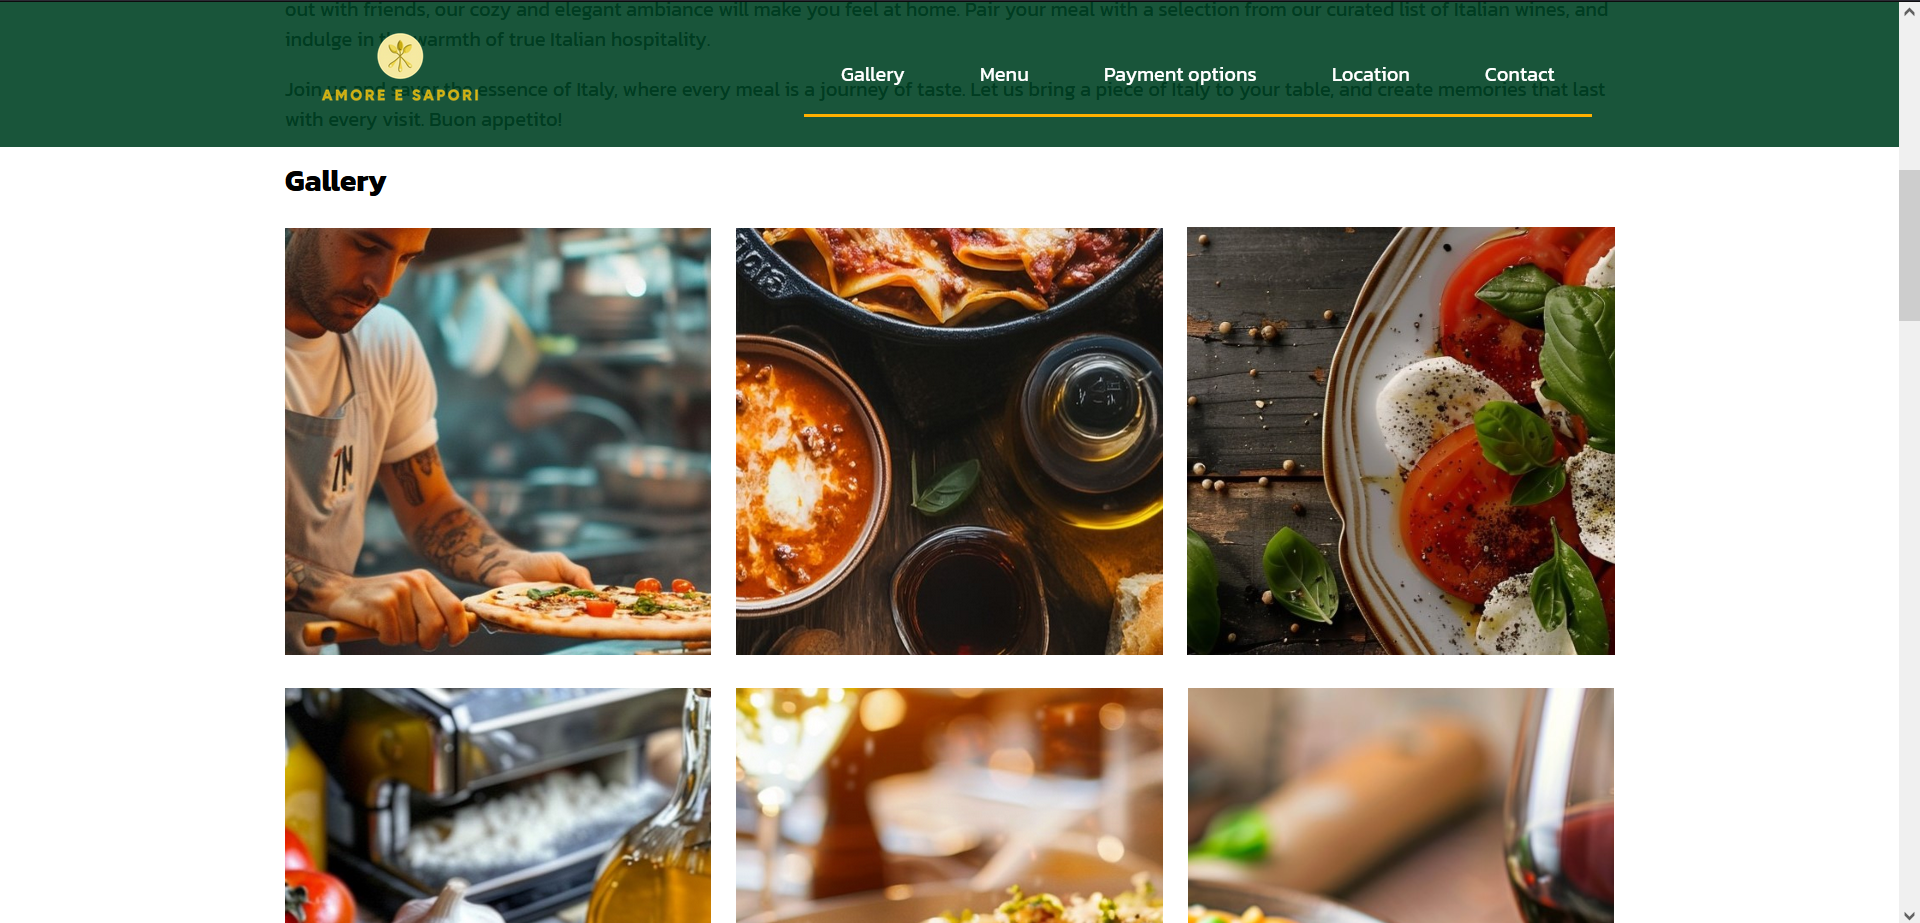 out with friends, our cozy and elegant ambiance will make you feel at home. Pair your meal with a selection from our curated list of Italian wines, and
indulge in warmth of true Italian hospitality.
AMORE E SAPORI
Gallery Menu Payment options Location Contact
Join essence of Italy, where every meal is a journey of taste. Let us bring a piece of Italy to your table, and create memories that last
with every visit. Buon appetito!
Gallery